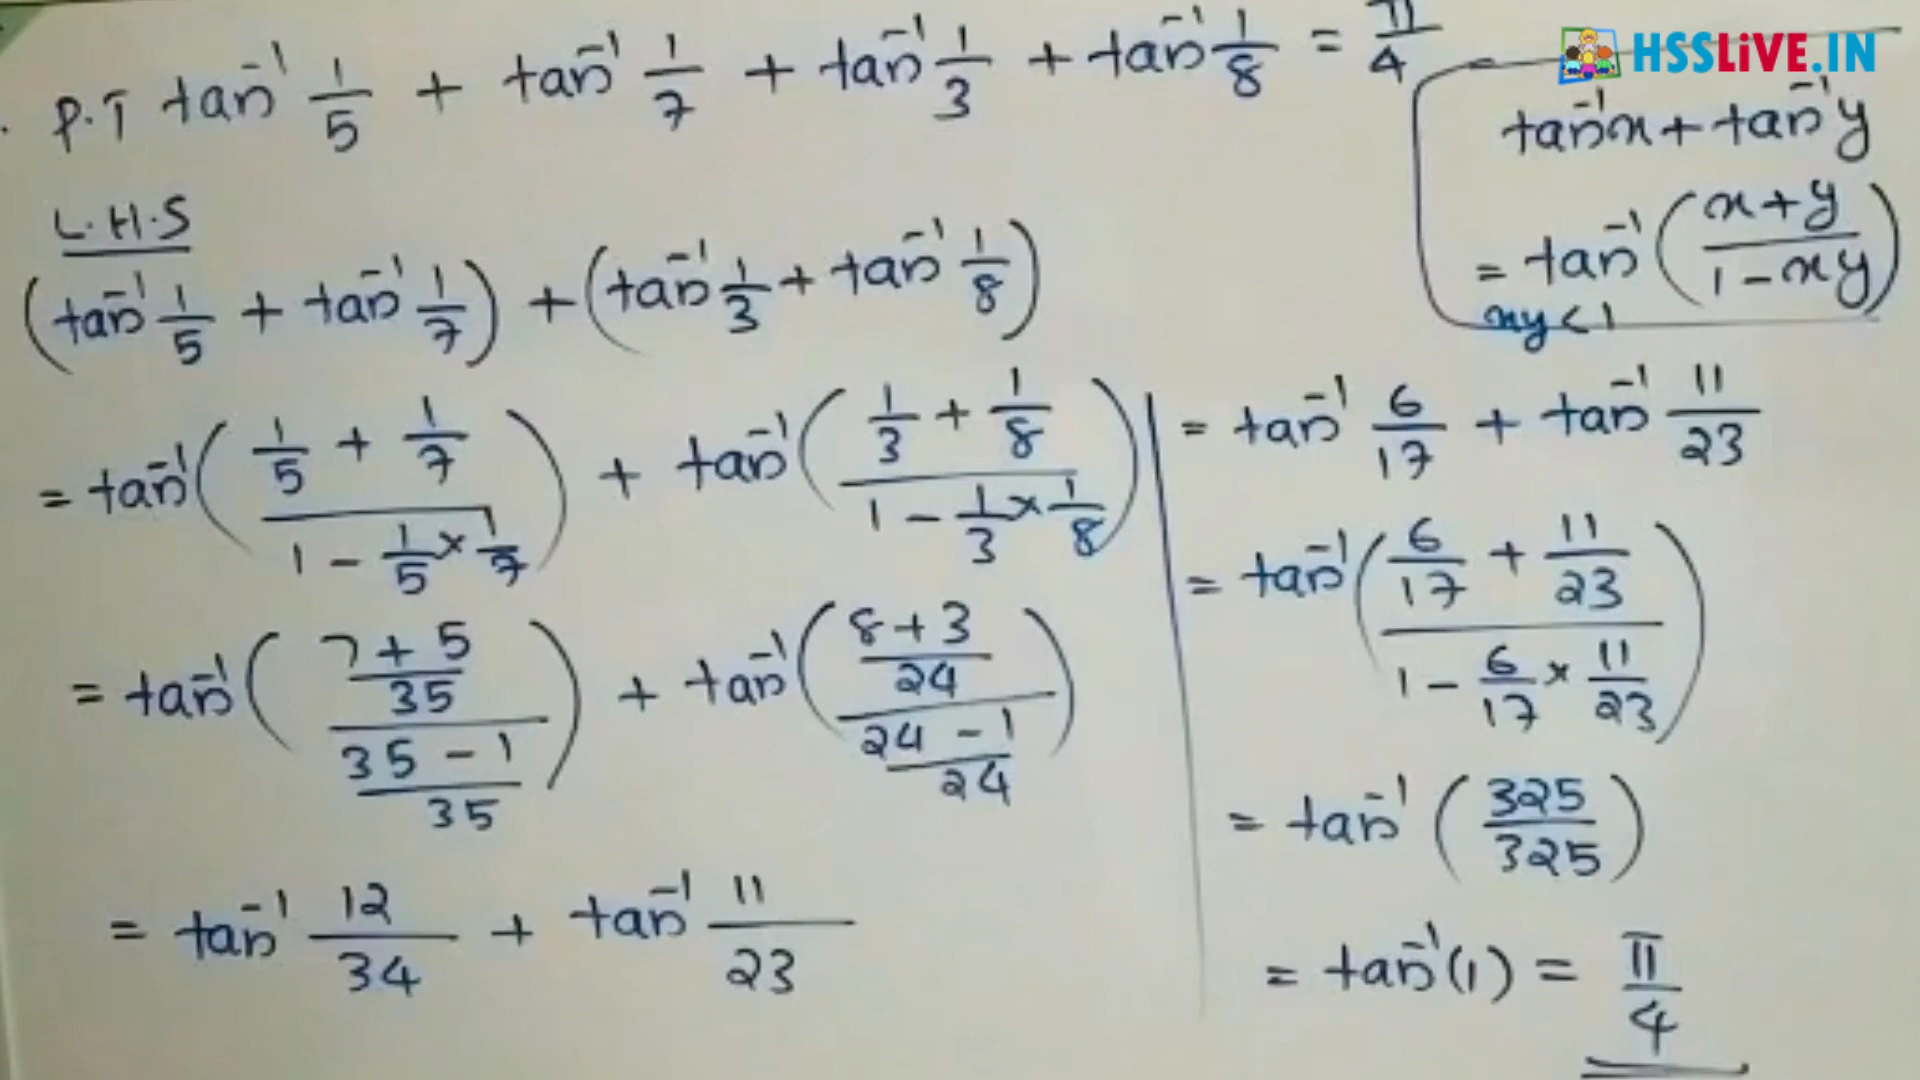 P.T tan⁻¹ 1/5 + tan⁻¹ 1/7 + tan⁻¹ 1/3 + tan⁻¹ 1/8 = π/4
HSSLiVE.IN
tan⁻¹x + tan⁻¹y
= tan⁻¹((x+y)/(1-xy))
xy<1
L.H.S
(tan⁻¹ 1/5 + tan⁻¹ 1/7) + (tan⁻¹ 1/3 + tan⁻¹ 1/8)
= tan⁻¹((1/5 + 1/7)/(1 - 1/5 × 1/7)) + tan⁻¹((1/3 + 1/8)/(1 - 1/3 × 1/8))
= tan⁻¹(((7+5)/35)/((35-1)/35)) + tan⁻¹(((8+3)/24)/((24-1)/24))
= tan⁻¹ 12/34 + tan⁻¹ 11/23
= tan⁻¹ 6/17 + tan⁻¹ 11/23
= tan⁻¹((6/17 + 11/23)/(1 - 6/17 × 11/23))
= tan⁻¹(325/325)
= tan⁻¹(1) = π/4